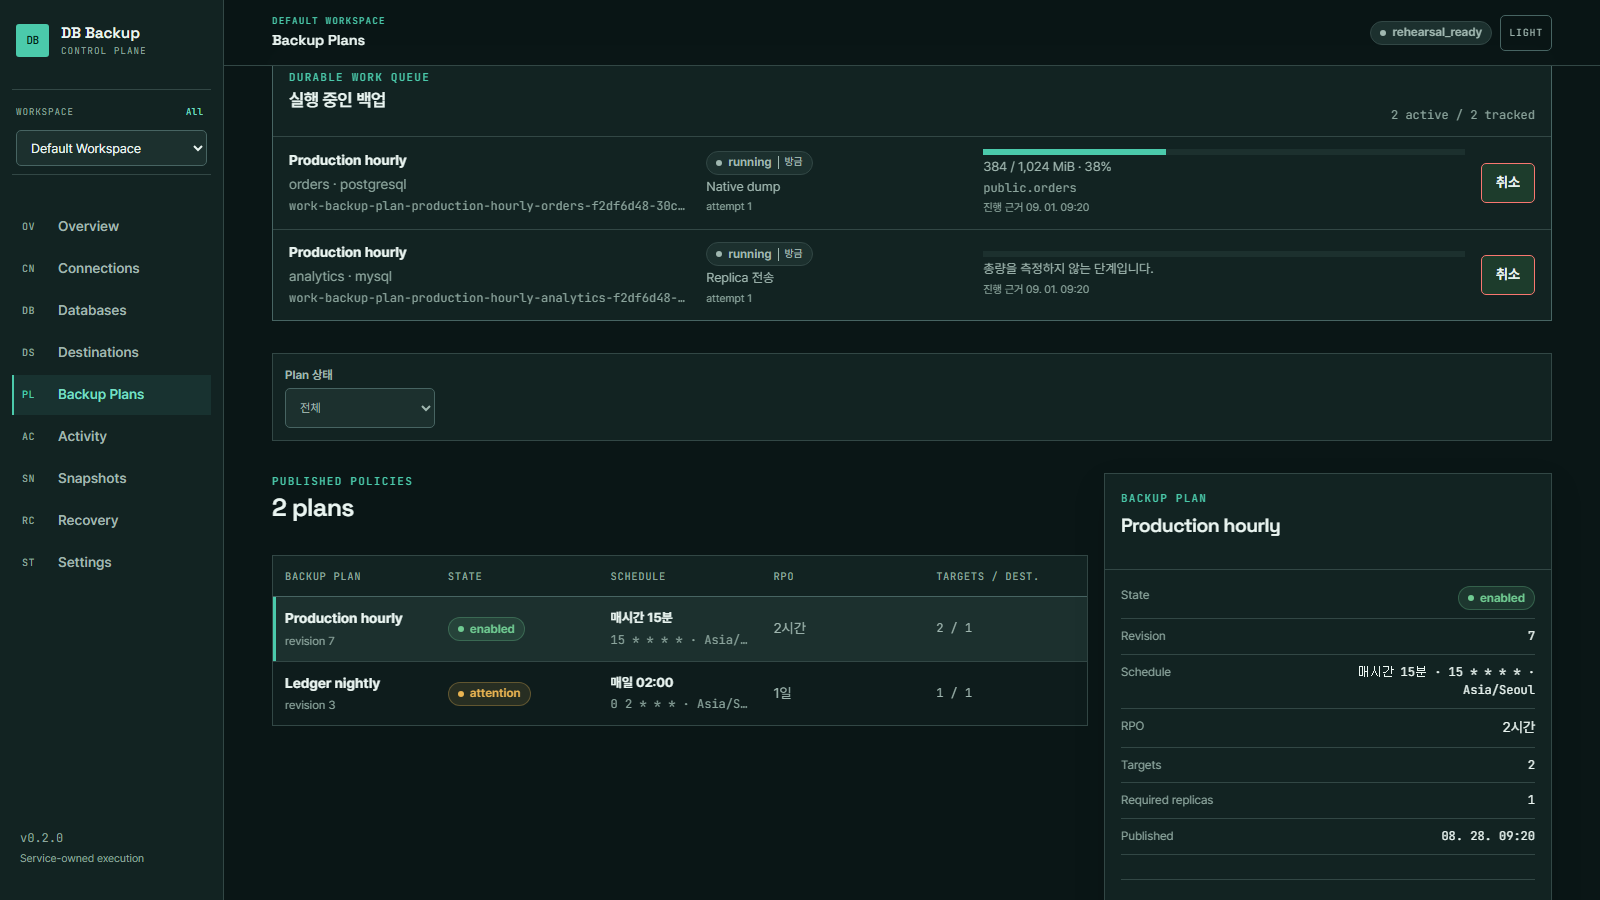 DB
DB Backup
CONTROL PLANE
WORKSPACE
All
Default Workspace
OV Overview
CN Connections
DB Databases
DS Destinations
PL Backup Plans
AC Activity
SN Snapshots
RC Recovery
ST Settings
v0.2.0
Service-owned execution
DEFAULT WORKSPACE
Backup Plans
rehearsal_ready
LIGHT
DURABLE WORK QUEUE
실행 중인 백업
2 active / 2 tracked
Production hourly
orders · postgresql
work-backup-plan-production-hourly-orders-f2df6d48-30c…
running | 방금
Native dump
attempt 1
384 / 1,024 MiB · 38%
public.orders
진행 근거 09. 01. 09:20
취소
Production hourly
analytics · mysql
work-backup-plan-production-hourly-analytics-f2df6d48-…
running | 방금
Replica 전송
attempt 1
총량을 측정하지 않는 단계입니다.
진행 근거 09. 01. 09:20
취소
Plan 상태
전체
PUBLISHED POLICIES
2 plans
BACKUP PLAN STATE SCHEDULE RPO TARGETS / DEST.
Production hourly
revision 7
enabled
매시간 15분
15 * * * * · Asia/…
2시간
2 / 1
Ledger nightly
revision 3
attention
매일 02:00
0 2 * * * · Asia/S…
1일
1 / 1
BACKUP PLAN
Production hourly
State enabled
Revision 7
Schedule 매시간 15분 · 15 * * * * ·
Asia/Seoul
RPO 2시간
Targets 2
Required replicas 1
Published 08. 28. 09:20